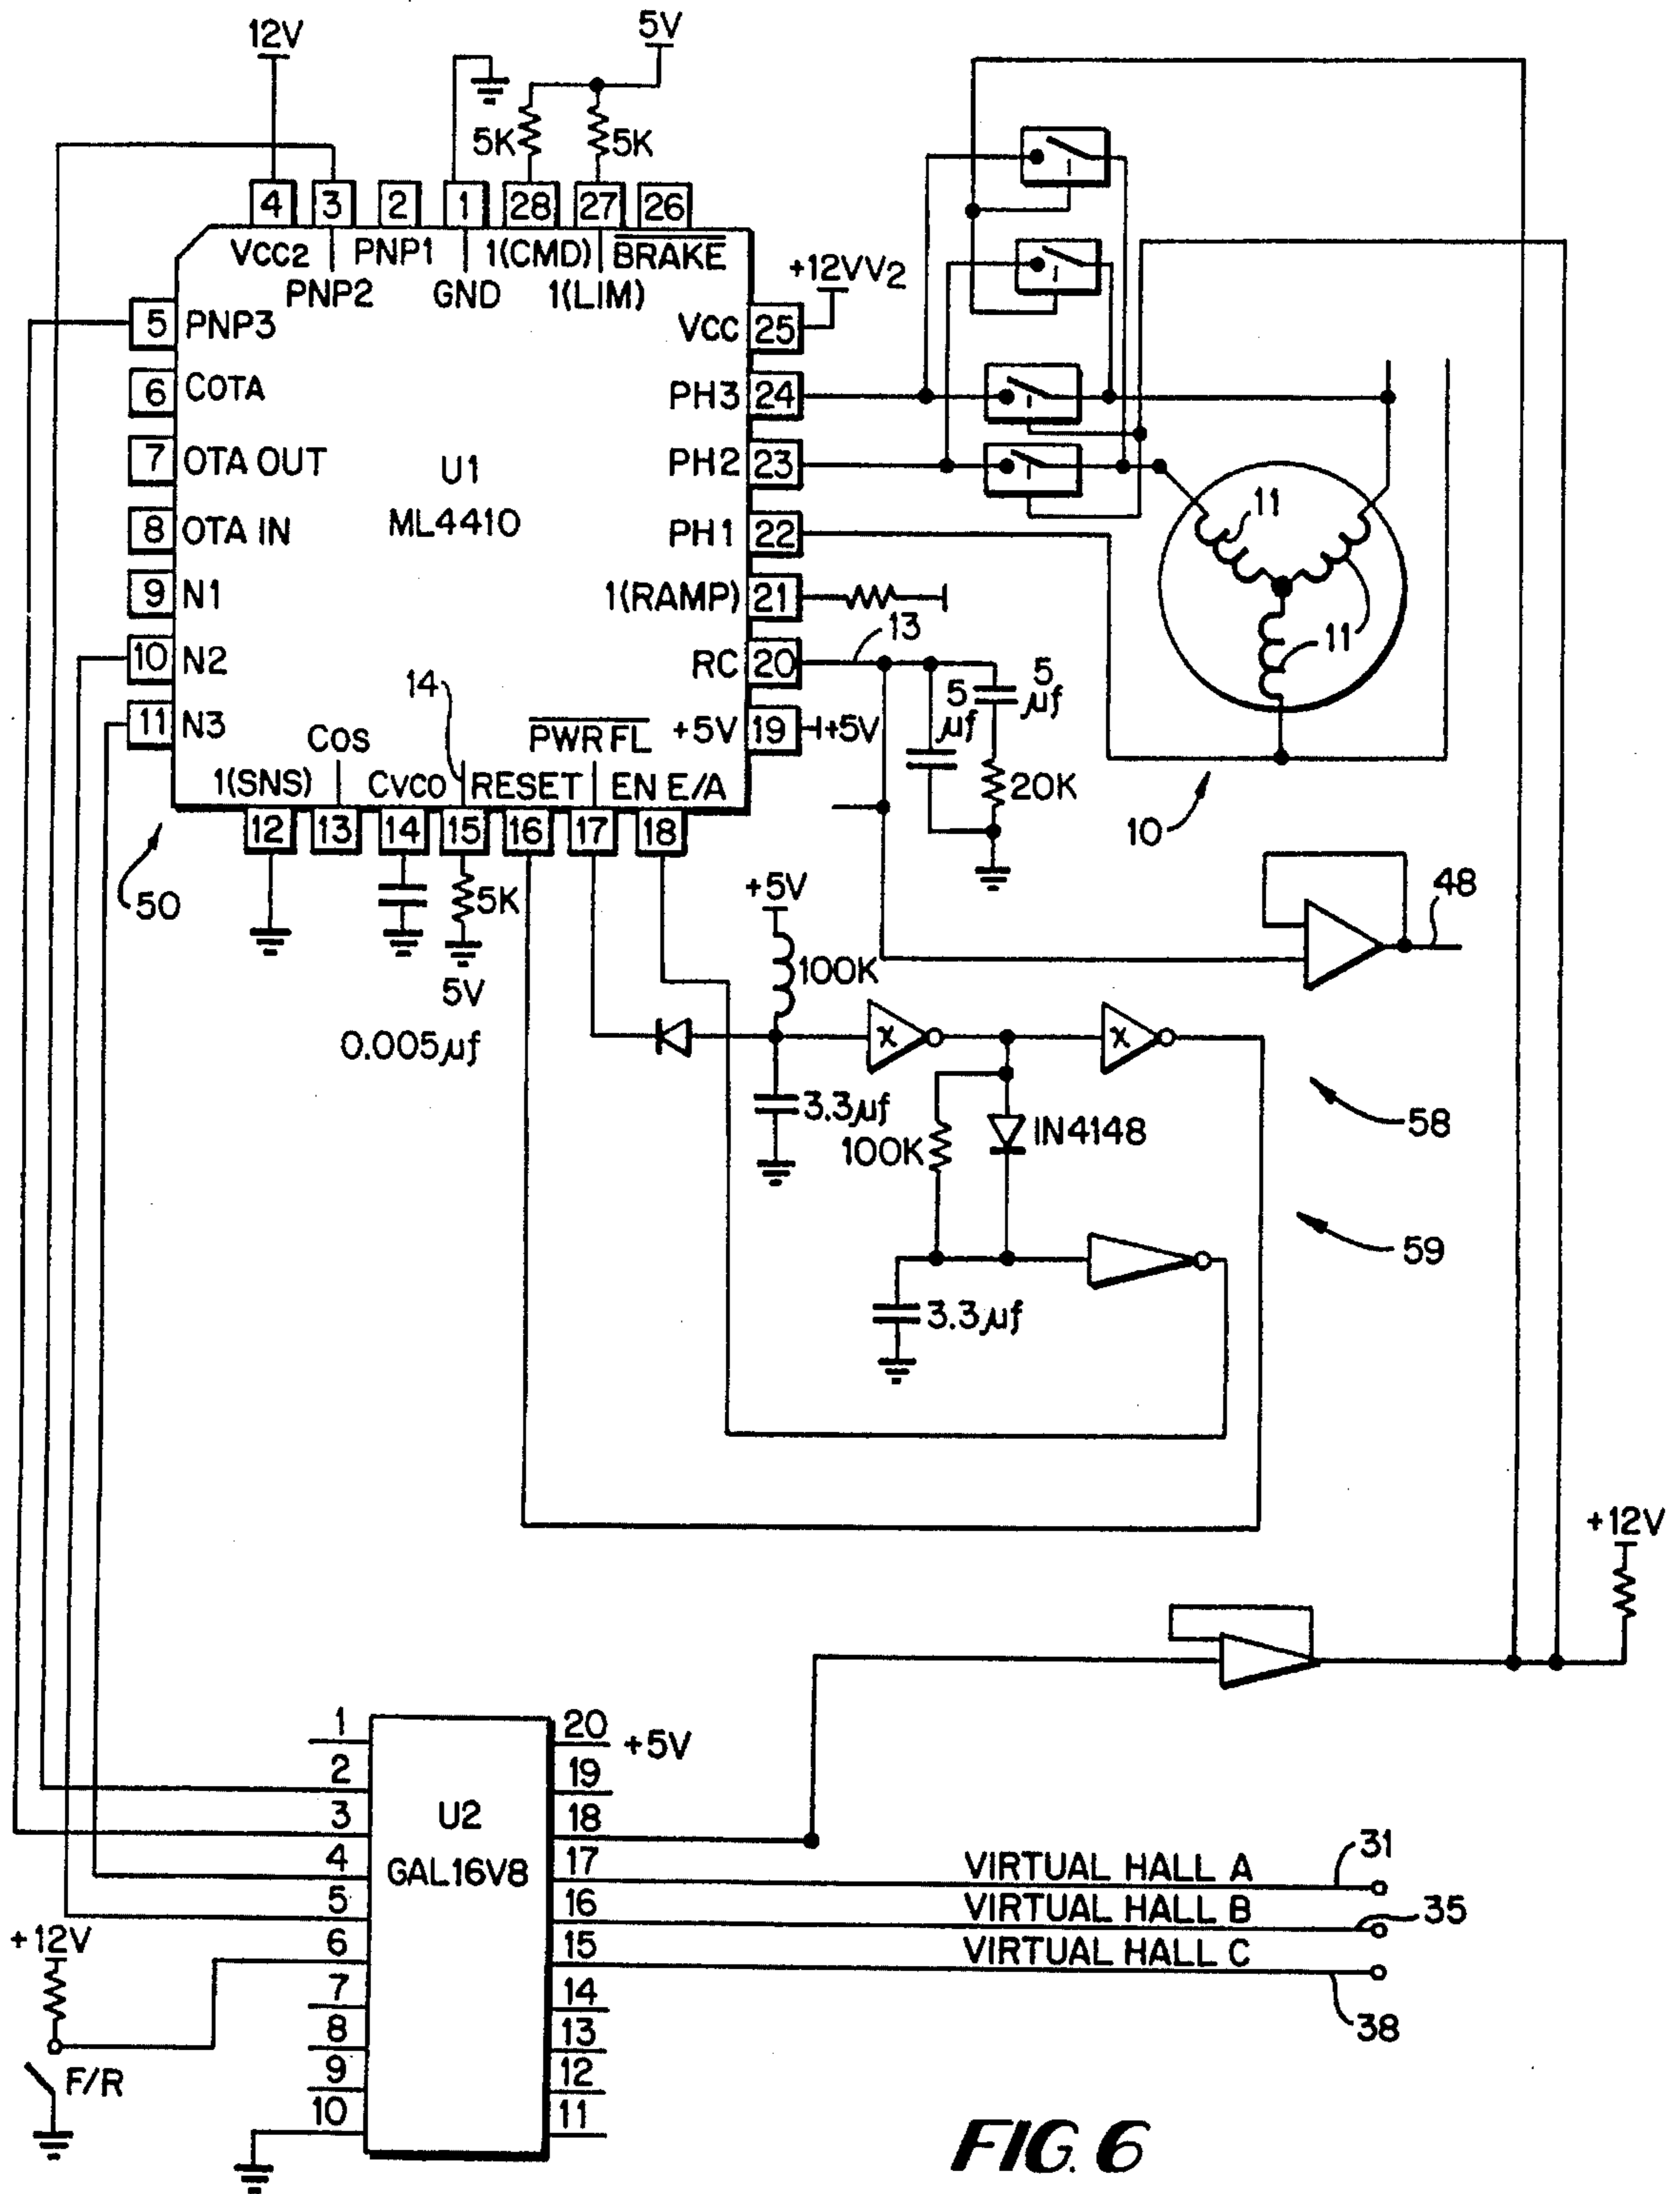 12V
5V
5K
5K
4
3
2
1
28
27
26
VCC2
PNP1
1(CMD)
BRAKE
PNP2
GND
1(LIM)
+12VV2
5
PNP3
VCC
25
6
COTA
PH3
24
7
OTA OUT
U1
PH2
23
8
OTA IN
ML4410
PH1
22
11
9
N1
1(RAMP)
21
11
10
N2
RC
20
13
14
5
µf
5
µf
11
N3
COS
PWR FL
+5V
19
+5V
1(SNS)
CVCO
RESET
EN E/A
20K
12
13
14
15
16
17
18
10
50
5K
+5V
48
5V
100K
0.005µf
X
X
3.3µf
58
100K
IN4148
59
3.3µf
+12V
1
20
+5V
2
19
3
U2
18
4
GAL16V8
17
VIRTUAL HALL A
31
5
16
VIRTUAL HALL B
35
+12V
6
15
VIRTUAL HALL C
7
14
38
8
13
F/R
9
12
10
11
FIG. 6